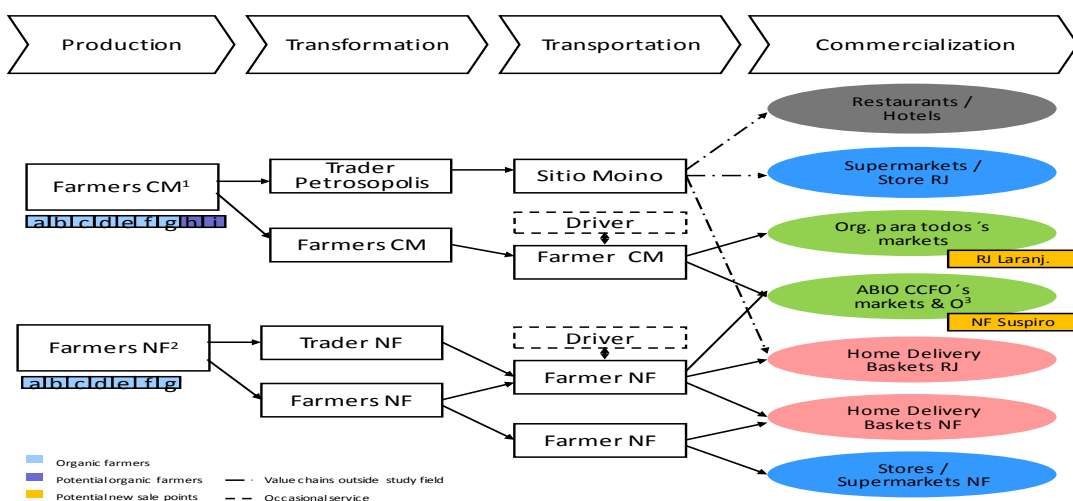 Production
Transformation
Transportation
Commercialization
Restaurants /
Hotels
Farmers CM¹
a b c d e f g h i
Trader
Petrosopolis
Sitio Moino
Supermarkets /
Store RJ
Farmers CM
Driver
Farmer CM
Org. para todos ´s
markets
RJ Laranj.
ABIO CCFO´s
markets & O³
NF Suspiro
Farmers NF²
a b c d e f g
Trader NF
Driver
Farmer NF
Home Delivery
Baskets RJ
Farmers NF
Home Delivery
Baskets NF
Farmer NF
Stores /
Supermarkets NF
Organic farmers
Potential organic farmers
Potential new sale points
Value chains outside study field
Occasional service